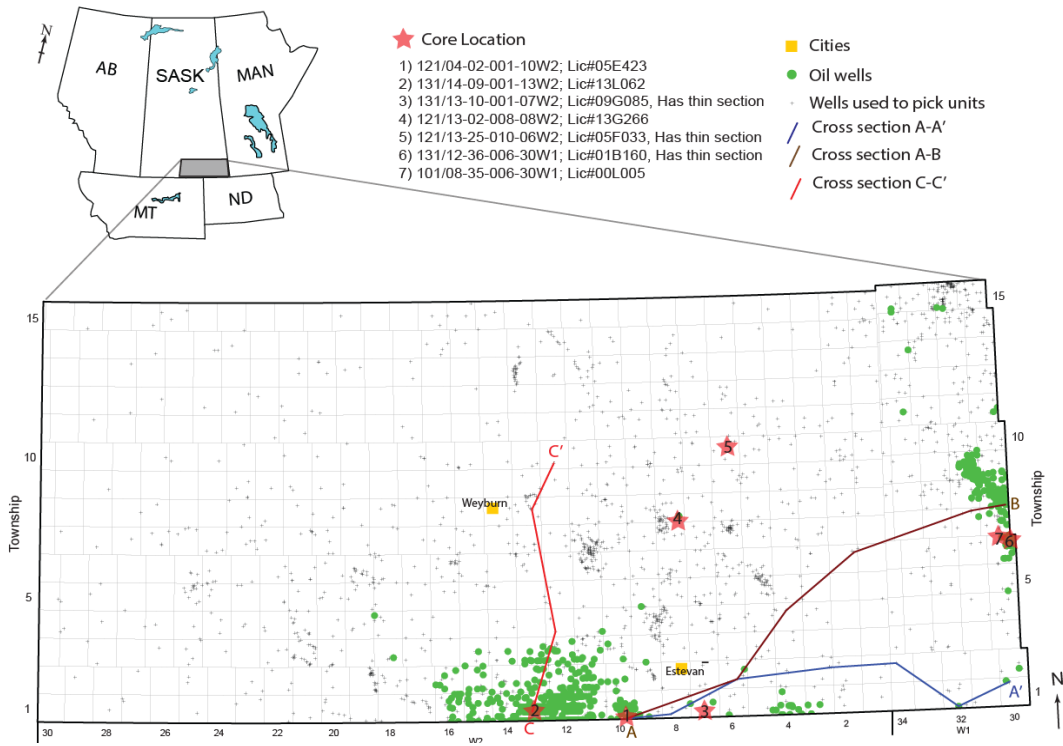 N
AB
SASK
MAN
MT
ND
Core Location
1) 121/04-02-001-10W2; Lic#05E423
2) 131/14-09-001-13W2; Lic#13L062
3) 131/13-10-001-07W2; Lic#09G085, Has thin section
4) 121/13-02-008-08W2; Lic#13G266
5) 121/13-25-010-06W2; Lic#05F033, Has thin section
6) 131/12-36-006-30W1; Lic#01B160, Has thin section
7) 101/08-35-006-30W1; Lic#00L005
Cities
Oil wells
Wells used to pick units
Cross section A-A'
Cross section A-B
Cross section C-C'
15
15
10
10
5
5
1
1
Township
Township
C'
5
Weyburn
4
B
7
6
Estevan
A'
2
1
3
C
A
N
30
28
26
24
22
20
18
16
14
12
10
8
6
4
2
34
32
30
W2
W1